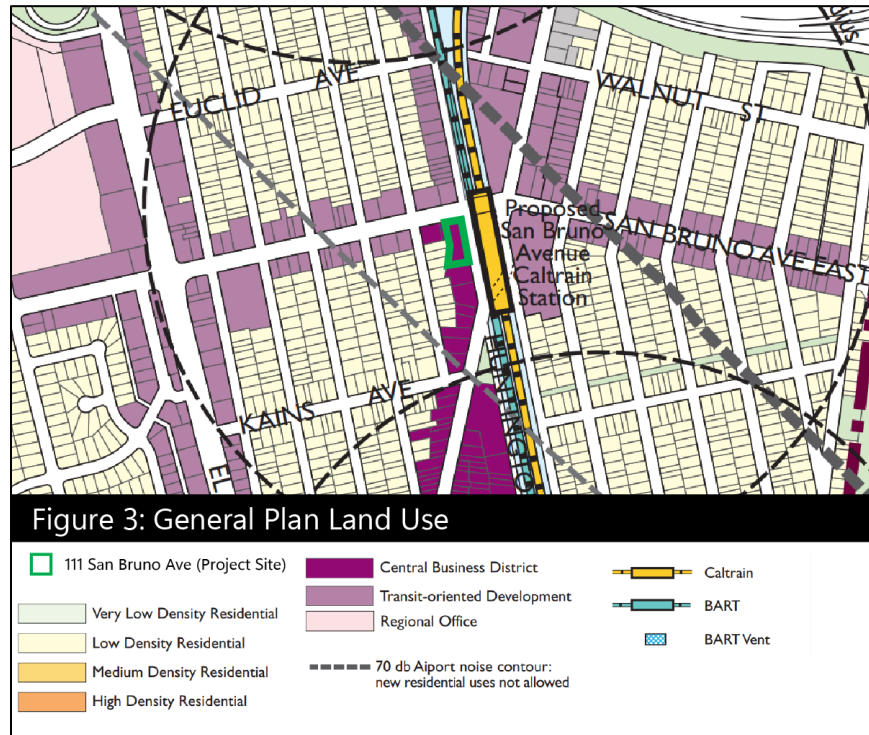 EUCLID AVE
WALNUT ST
Proposed
San Bruno
Avenue
Caltrain
Station
SAN BRUNO AVE EAST
KAINS AVE
EL
Figure 3: General Plan Land Use
111 San Bruno Ave (Project Site)
Very Low Density Residential
Low Density Residential
Medium Density Residential
High Density Residential
Central Business District
Transit-oriented Development
Regional Office
70 db Aiport noise contour:
new residential uses not allowed
Caltrain
BART
BART Vent